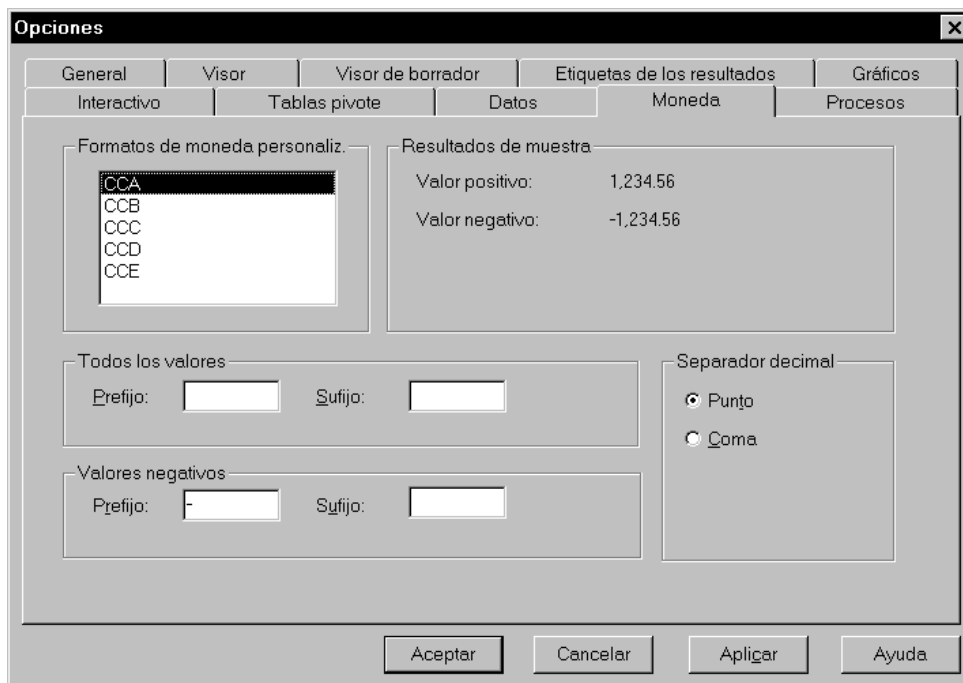 Opciones
General Visor Visor de borrador Etiquetas de los resultados Gráficos
Interactivo Tablas pivote Datos Moneda Procesos
Formatos de moneda personaliz.
CCA
CCB
CCC
CCD
CCE
Resultados de muestra
Valor positivo: 1,234.56
Valor negativo: -1,234.56
Todos los valores
Prefijo: Sufijo:
Valores negativos
Prefijo: - Sufijo:
Separador decimal
Punto
Coma
Aceptar Cancelar Aplicar Ayuda